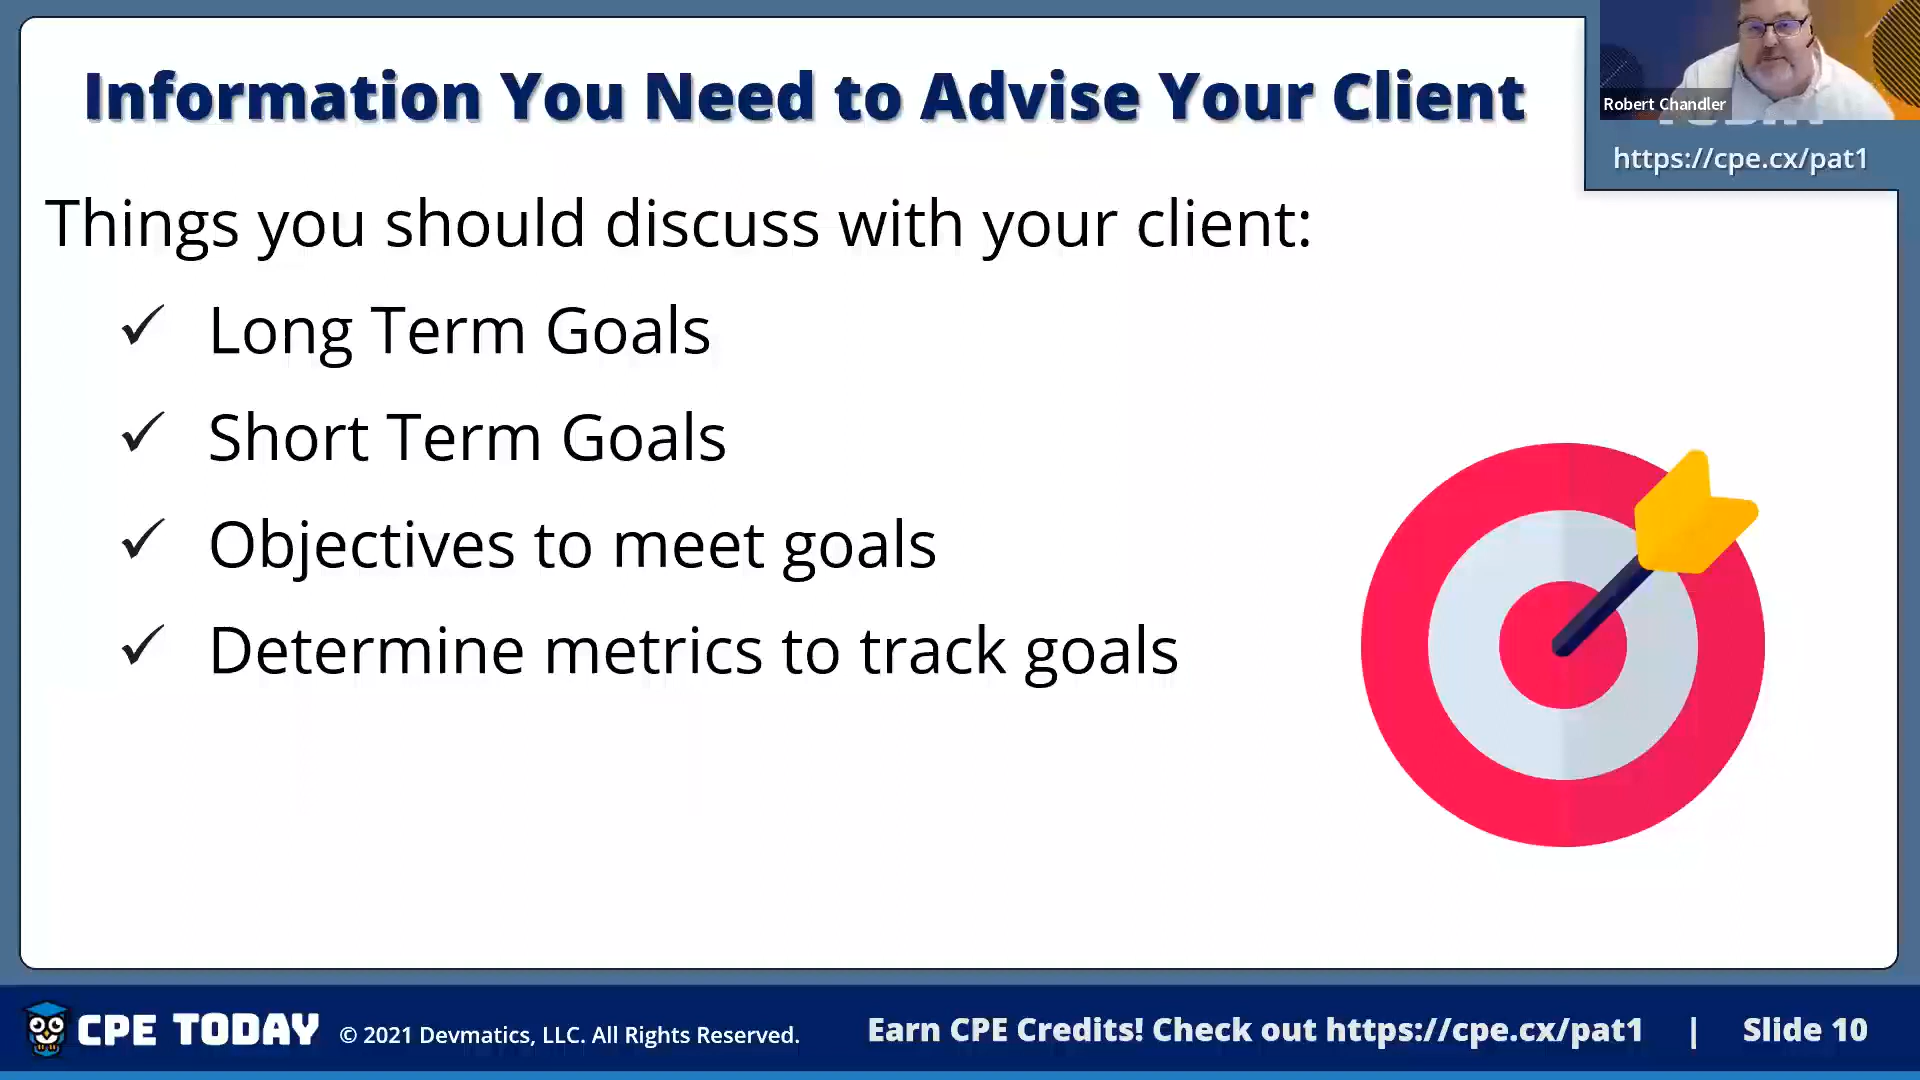 Information You Need to Advise Your Client
Robert Chandler
https://cpe.cx/pat1
Things you should discuss with your client:
✓ Long Term Goals
✓ Short Term Goals
✓ Objectives to meet goals
✓ Determine metrics to track goals
CPE TODAY © 2021 Devmatics, LLC. All Rights Reserved. Earn CPE Credits! Check out https://cpe.cx/pat1 | Slide 10